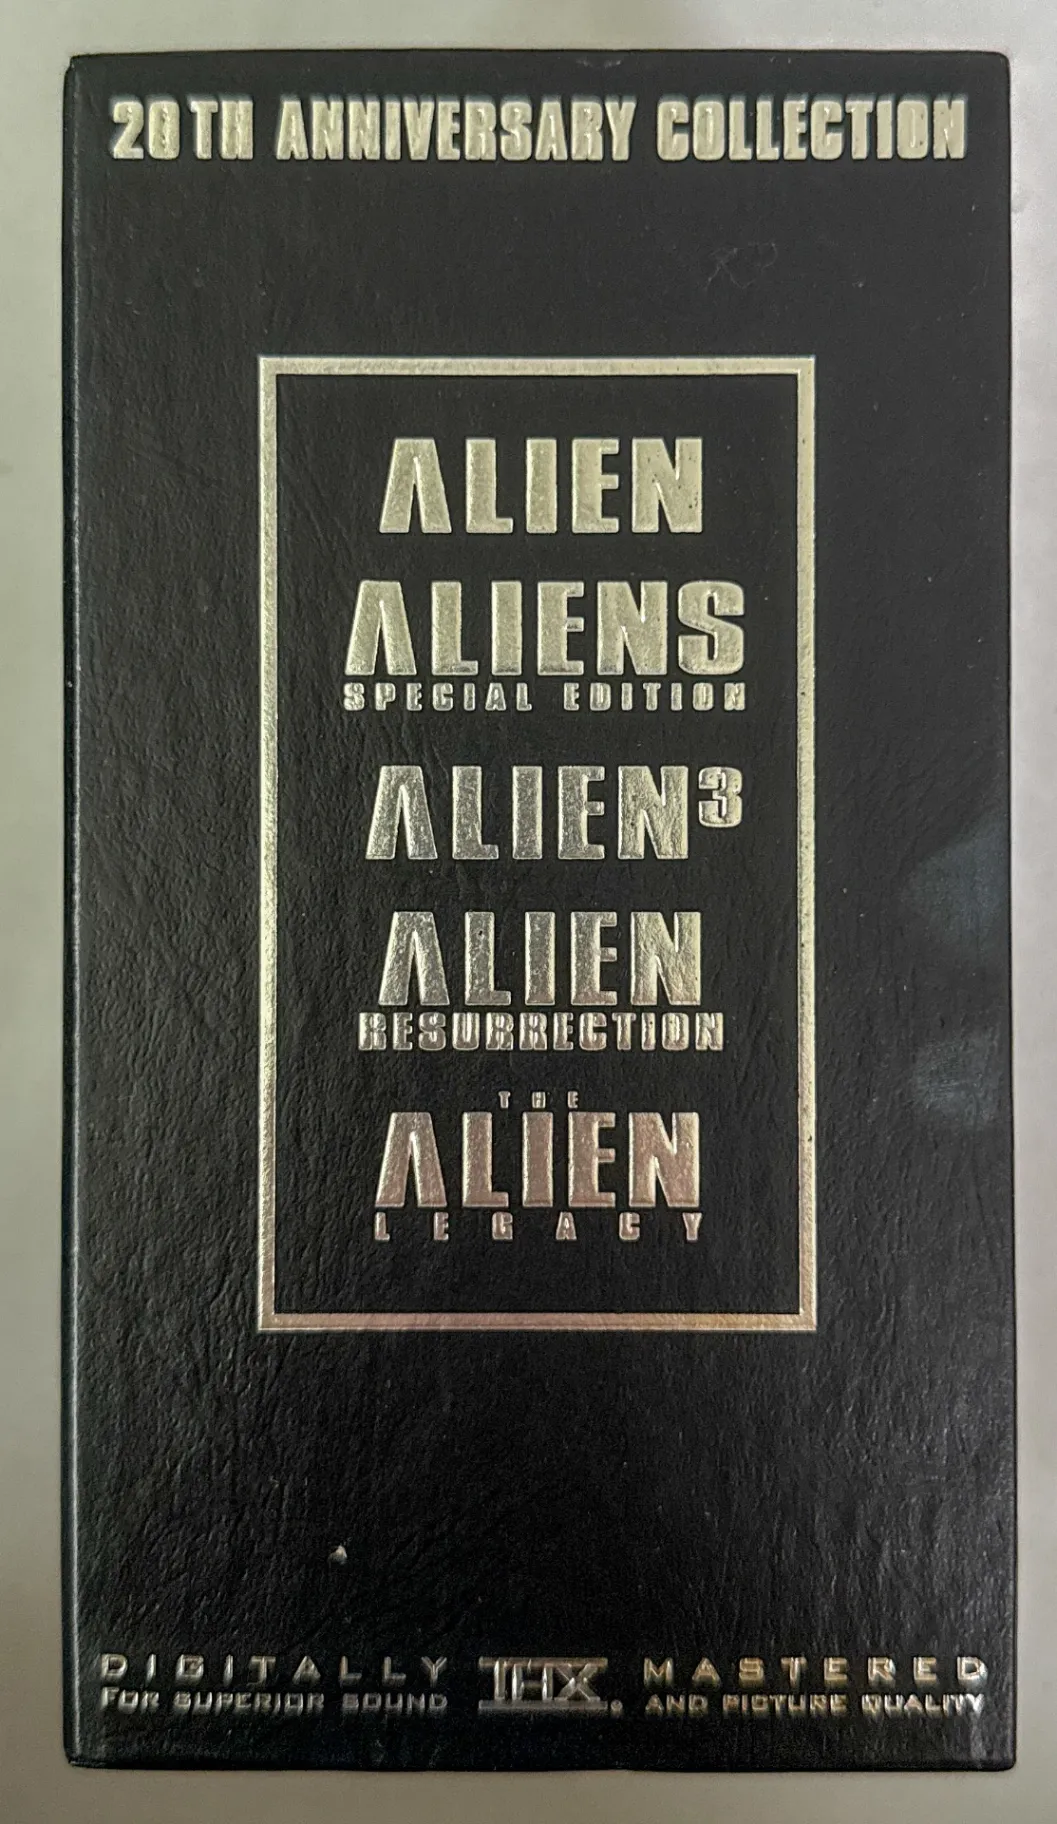 20TH ANNIVERSARY COLLECTION
ALIEN
ALIENS
SPECIAL EDITION
ALIEN³
ALIEN
RESURRECTION
THE
ALIEN
LEGACY
DIGITALLY THX MASTERED
FOR SUPERIOR SOUND AND PICTURE QUALITY